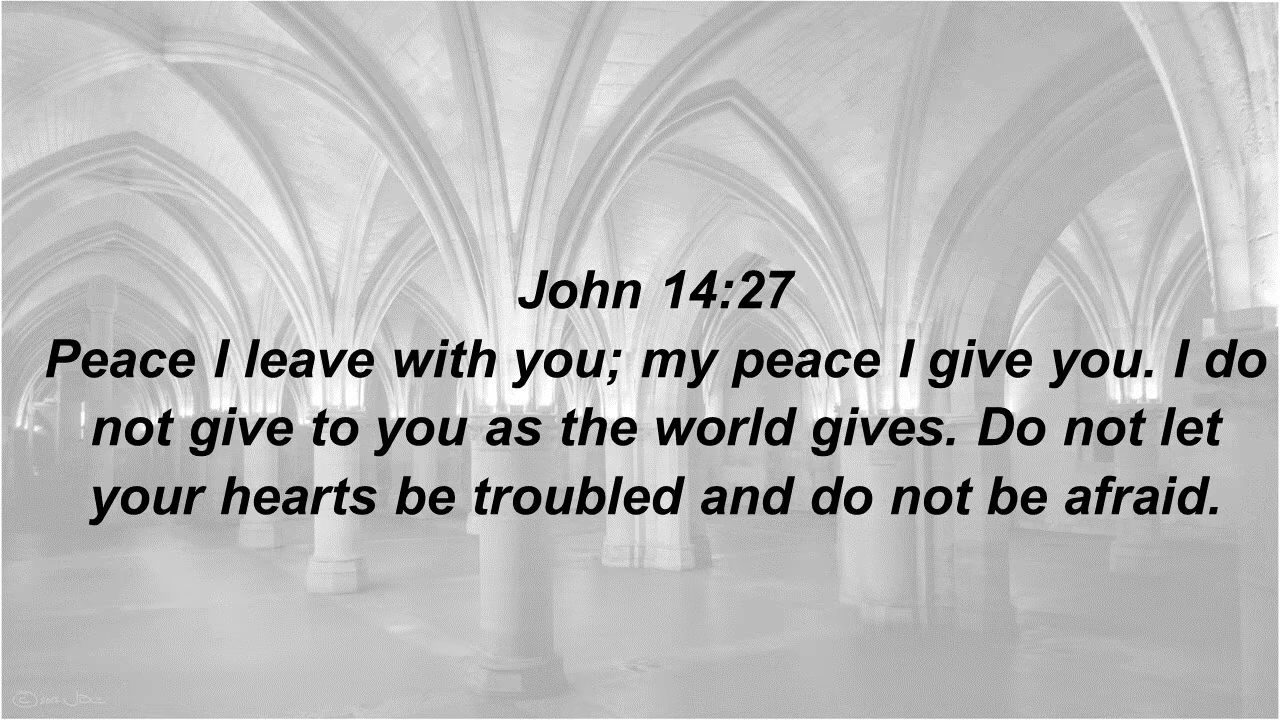 John 14:27
Peace I leave with you; my peace I give you. I do
not give to you as the world gives. Do not let
your hearts be troubled and do not be afraid.